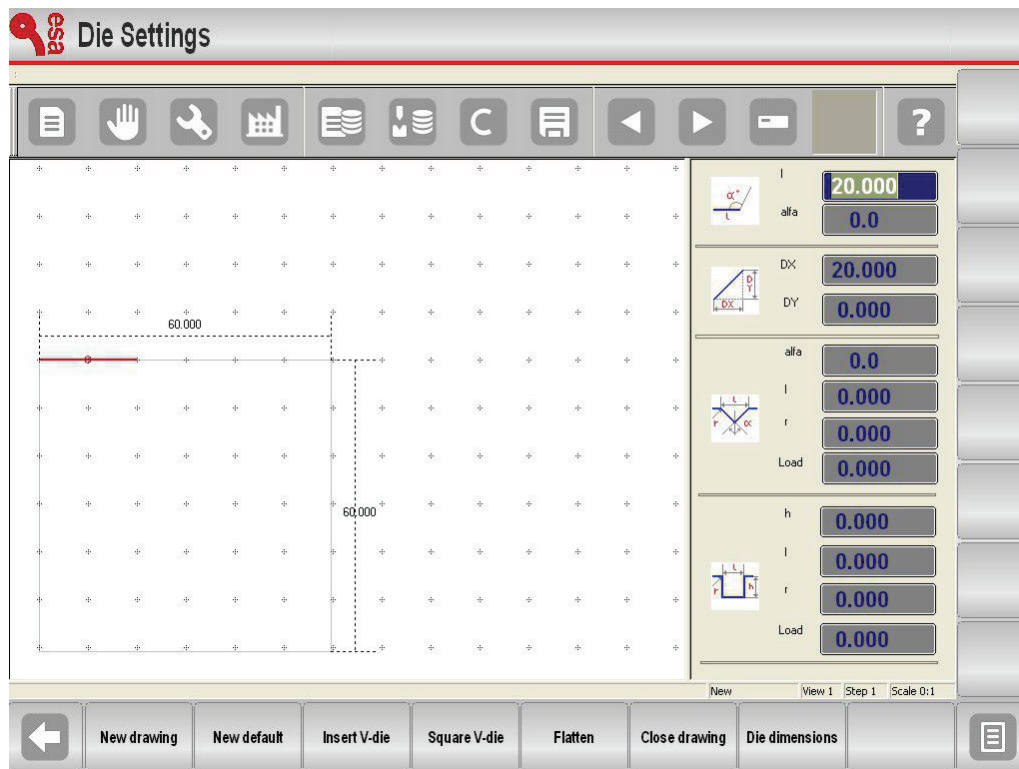 esa Die Settings
C ?
l 20.000
alfa 0.0
α°
l
DX 20.000
DY 0.000
DY
DX
60.000
alfa 0.0
l 0.000
r 0.000
Load 0.000
l
r α
60.000
h 0.000
l 0.000
r 0.000
Load 0.000
l
r h
New View 1 Step 1 Scale 0:1
New drawing New default Insert V-die Square V-die Flatten Close drawing Die dimensions